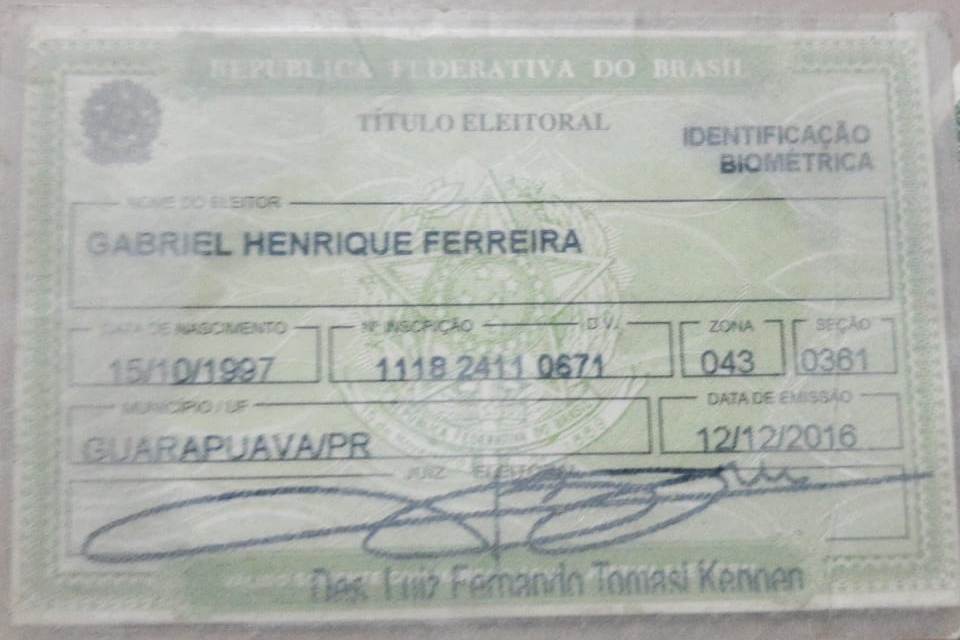 REPÚBLICA FEDERATIVA DO BRASIL
TÍTULO ELEITORAL
IDENTIFICAÇÃO
BIOMÉTRICA
NOME DO ELEITOR
GABRIEL HENRIQUE FERREIRA
DATA DE NASCIMENTO Nº INSCRIÇÃO D.V. ZONA SEÇÃO
15/10/1997 1118 2411 0671 043 0361
MUNICÍPIO / UF DATA DE EMISSÃO
GUARAPUAVA/PR 12/12/2016
JUIZ ELEITORAL
Des. Luiz Fernando Tomasi Keppen